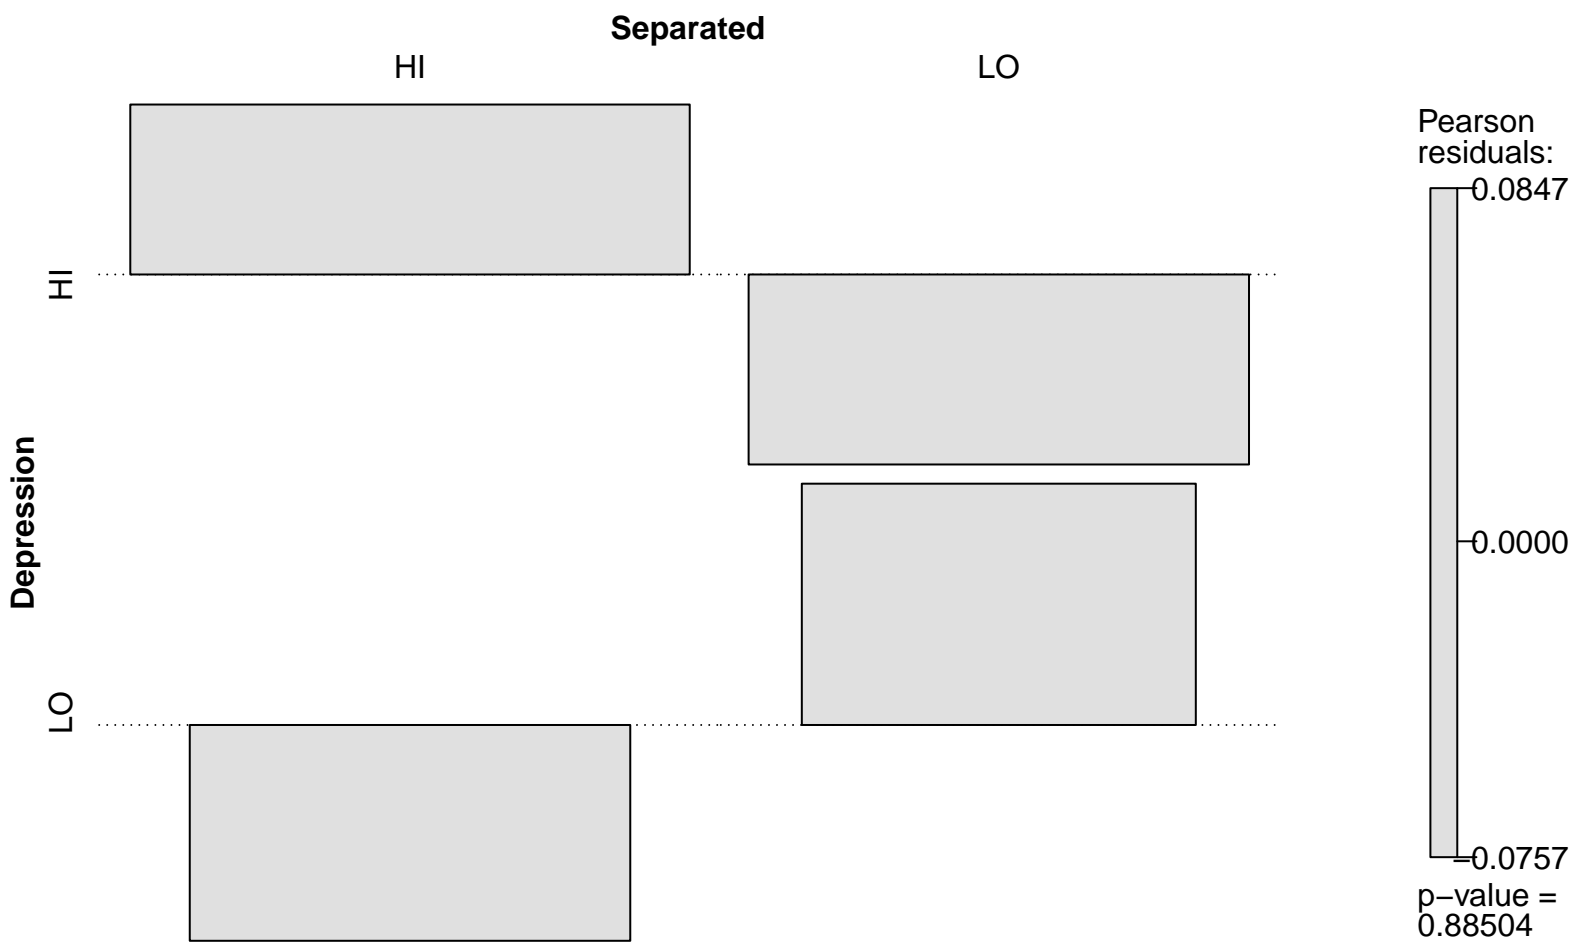 Separated
HI
LO
Depression
HI
LO
Pearson
residuals:
0.0847
0.0000
−0.0757
p−value =
0.88504